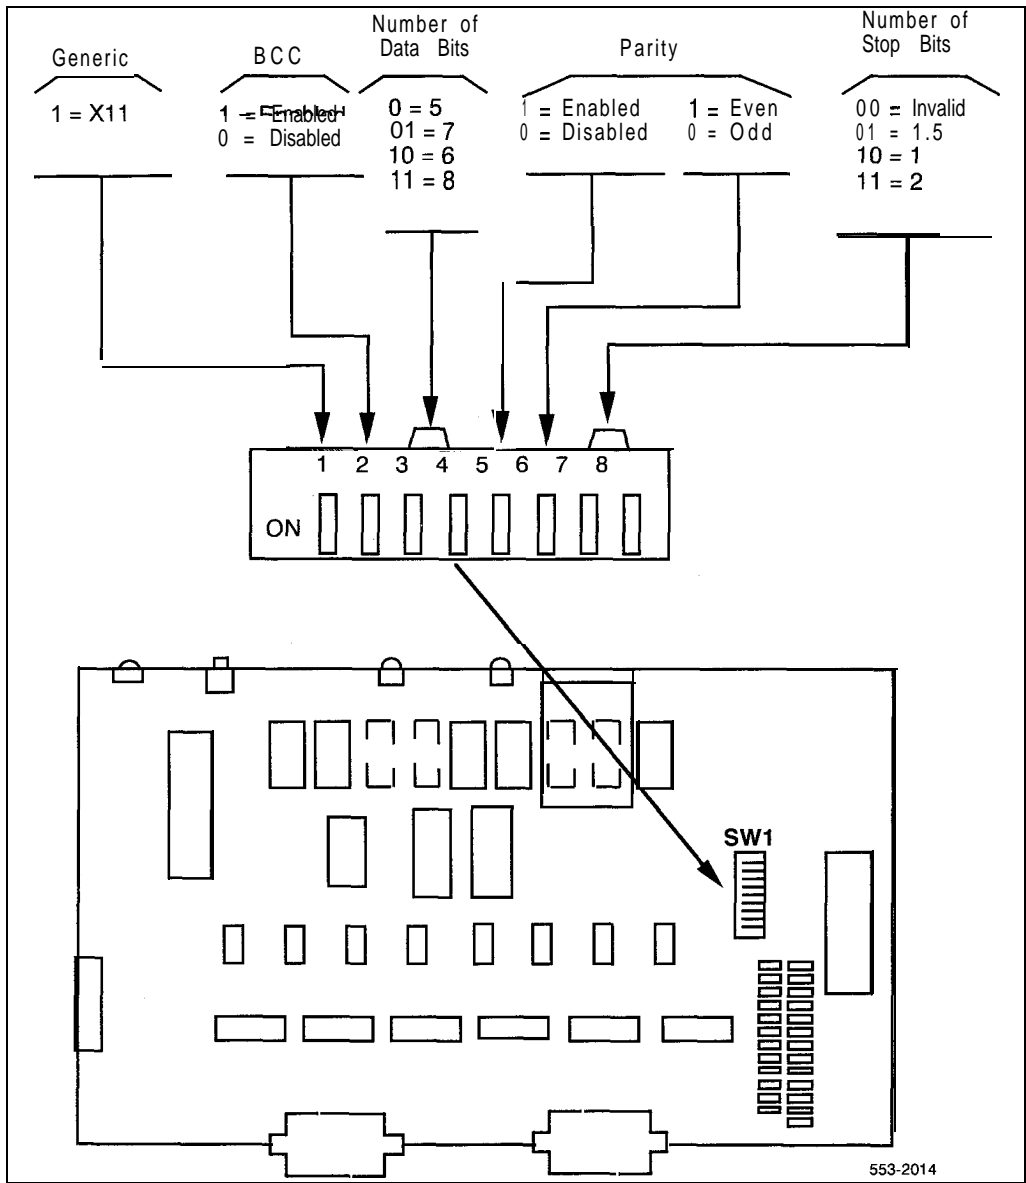 Generic
1 = X11
BCC
1 = Enabled
0 = Disabled
Number of
Data Bits
0 = 5
01 = 7
10 = 6
11 = 8
Parity
1 = Enabled
0 = Disabled
1 = Even
0 = Odd
Number of
Stop Bits
00 = Invalid
01 = 1.5
10 = 1
11 = 2
1 2 3 4 5 6 7 8
ON
SW1
553-2014